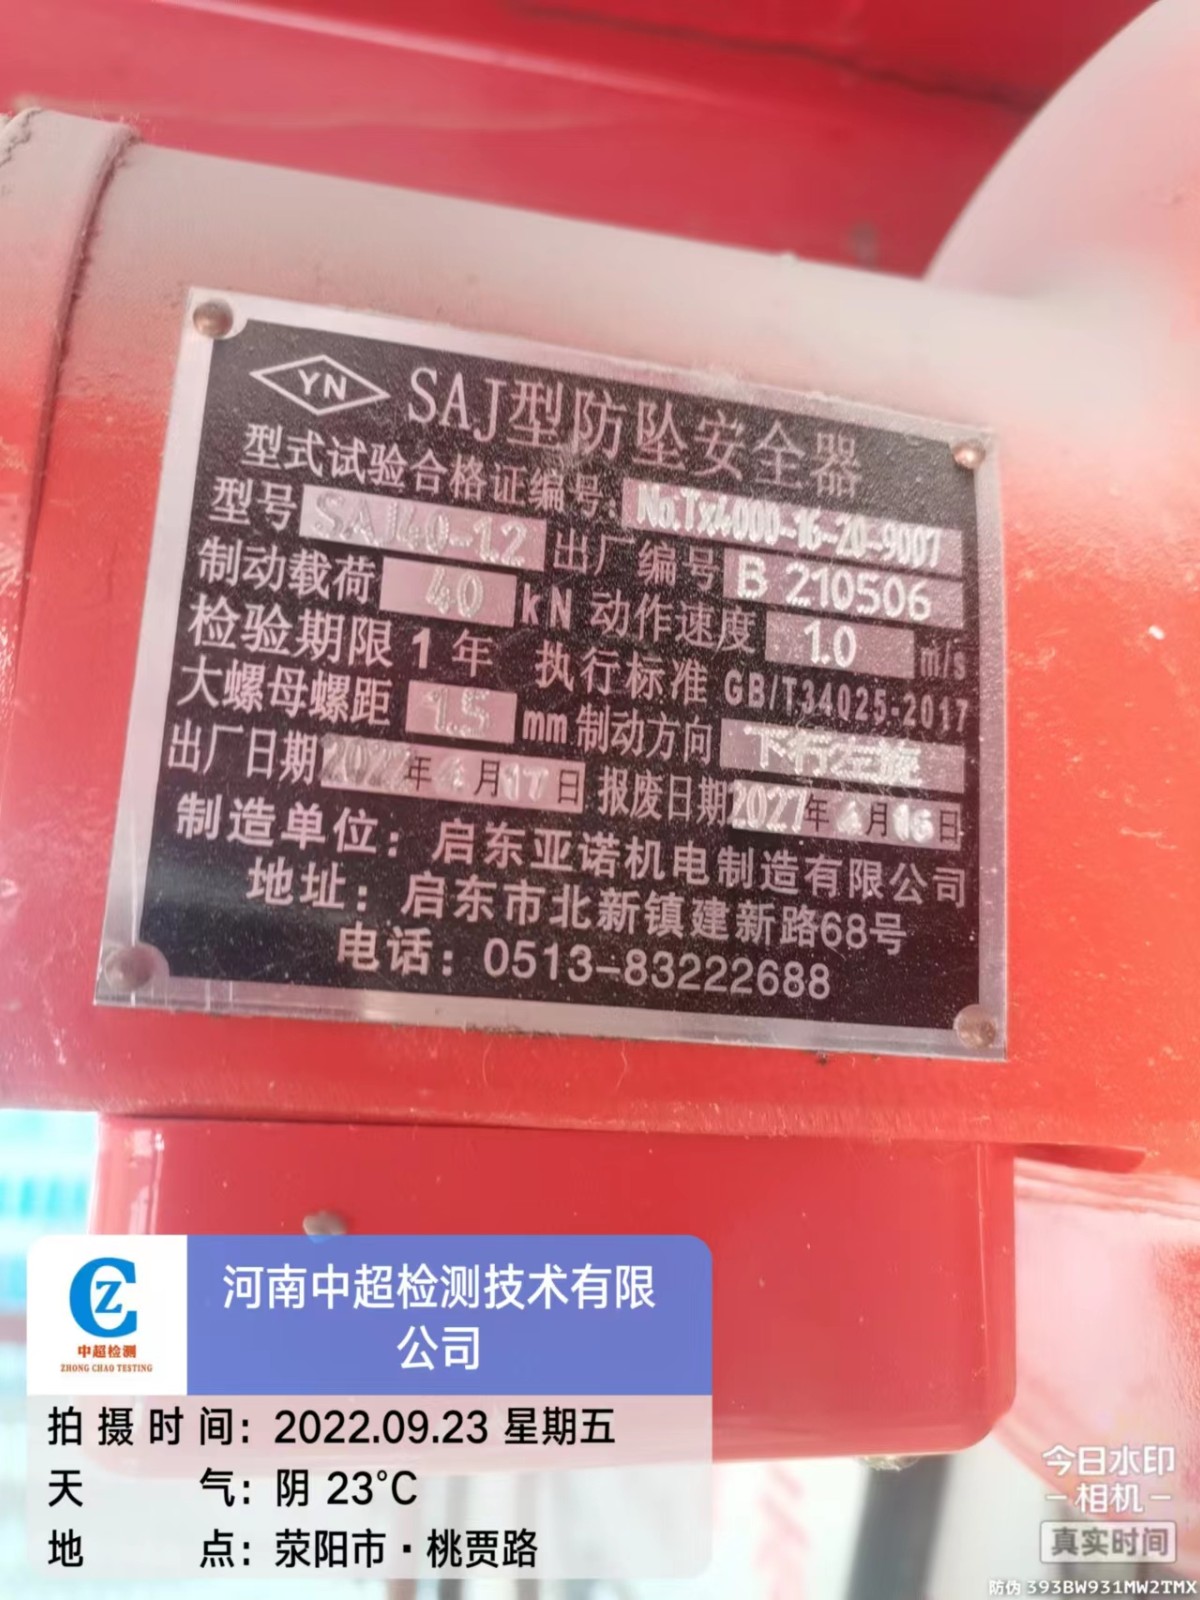 YN SAJ型防坠安全器
型式试验合格证编号: No.Tx4000-16-20-9007
型号 SAJ40-1.2 出厂编号 B 210506
制动载荷 40 kN 动作速度 1.0 m/s
检验期限 1 年 执行标准 GB/T34025-2017
大螺母螺距 7.5 mm 制动方向 下行左旋
出厂日期 2022年4月17日 报废日期 2027年4月16日
制造单位: 启东亚诺机电制造有限公司
地址: 启东市北新镇建新路68号
电话: 0513-83222688
CZ
中超检测
ZHONG CHAO TESTING
河南中超检测技术有限
公司
拍摄时间: 2022.09.23 星期五
天气: 阴 23°C
地点: 荥阳市·桃贾路
今日水印
-相机-
真实时间
防伪 393BW931MW2TMX